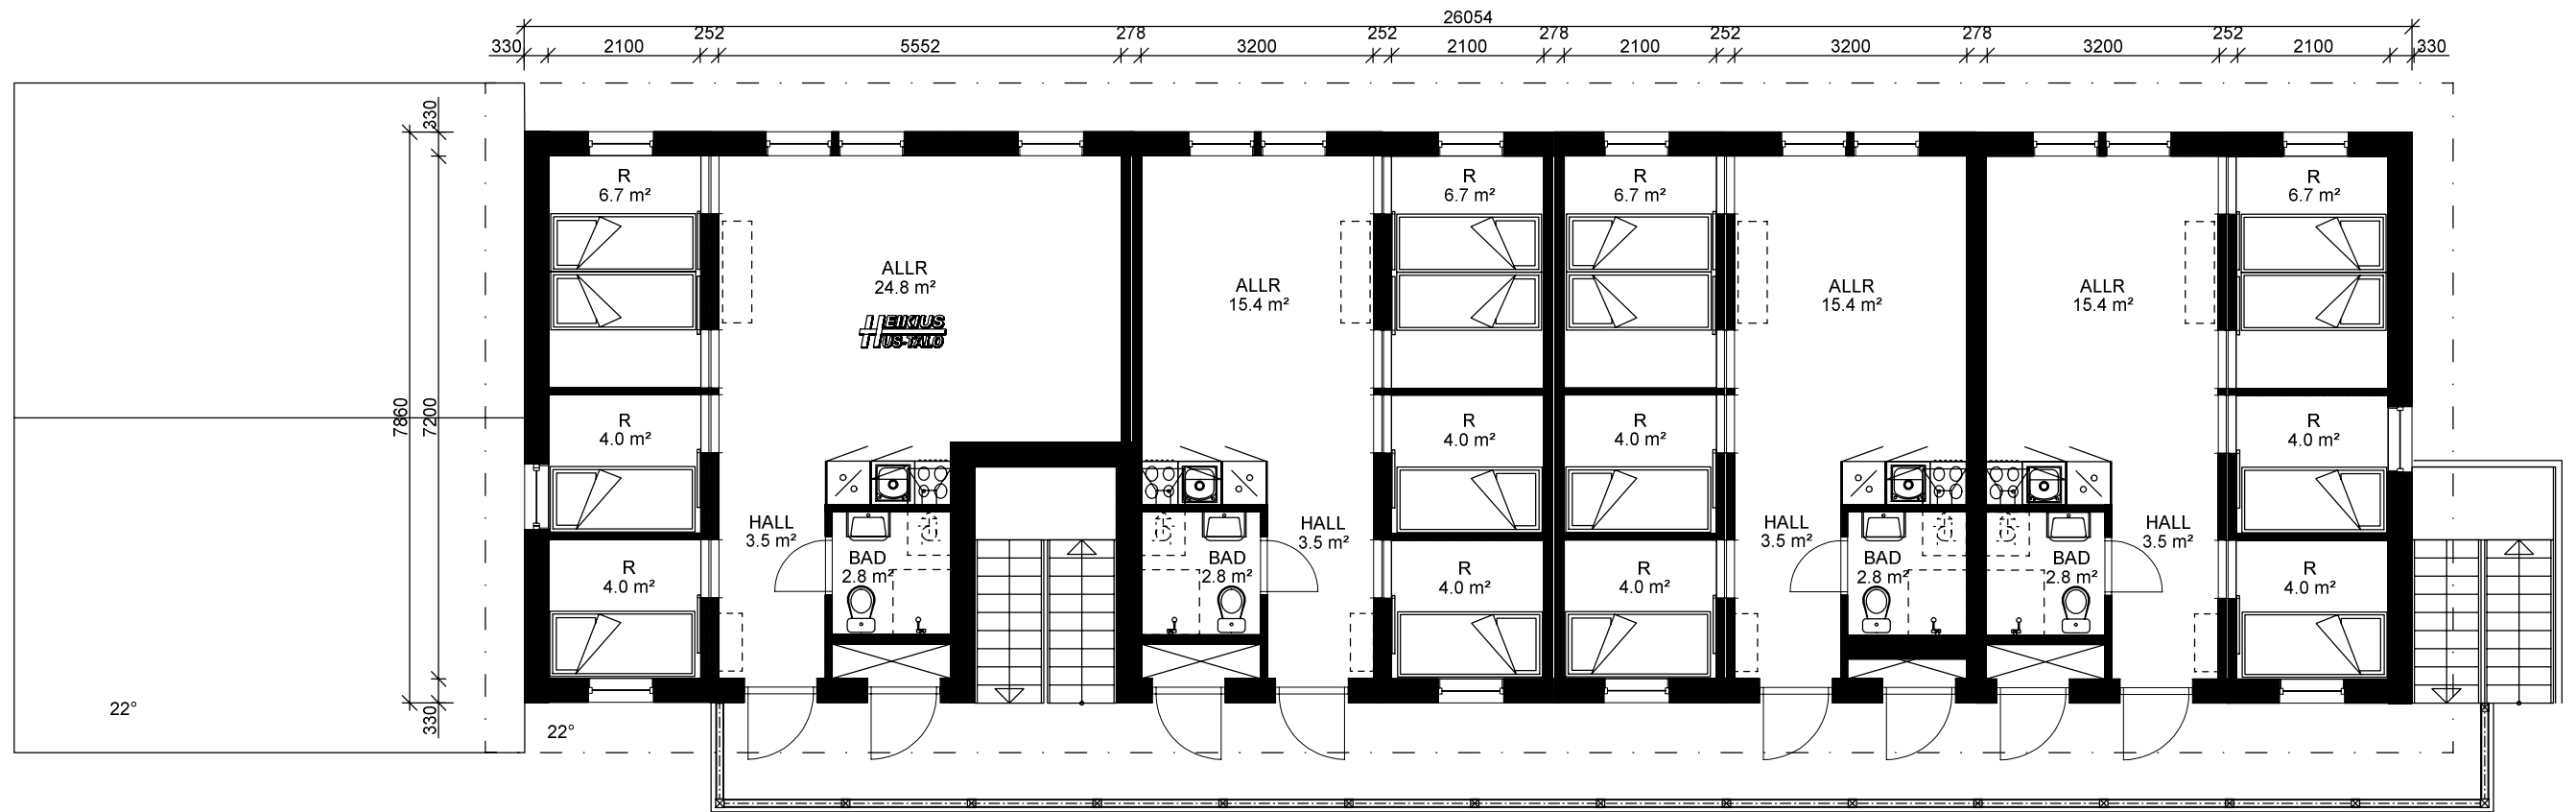 26054
330 2100 252 5552 278 3200 252 2100 278 2100 252 3200 278 3200 252 2100 330
330
7860
7200
330
R
6.7 m²
R
6.7 m²
R
6.7 m²
R
6.7 m²
ALLR
24.8 m²
HEIKIUS
HUS-TALO
ALLR
15.4 m²
ALLR
15.4 m²
ALLR
15.4 m²
R
4.0 m²
R
4.0 m²
R
4.0 m²
R
4.0 m²
HALL
3.5 m²
HALL
3.5 m²
HALL
3.5 m²
HALL
3.5 m²
BAD
2.8 m²
BAD
2.8 m²
BAD
2.8 m²
BAD
2.8 m²
R
4.0 m²
R
4.0 m²
R
4.0 m²
R
4.0 m²
22°
22°